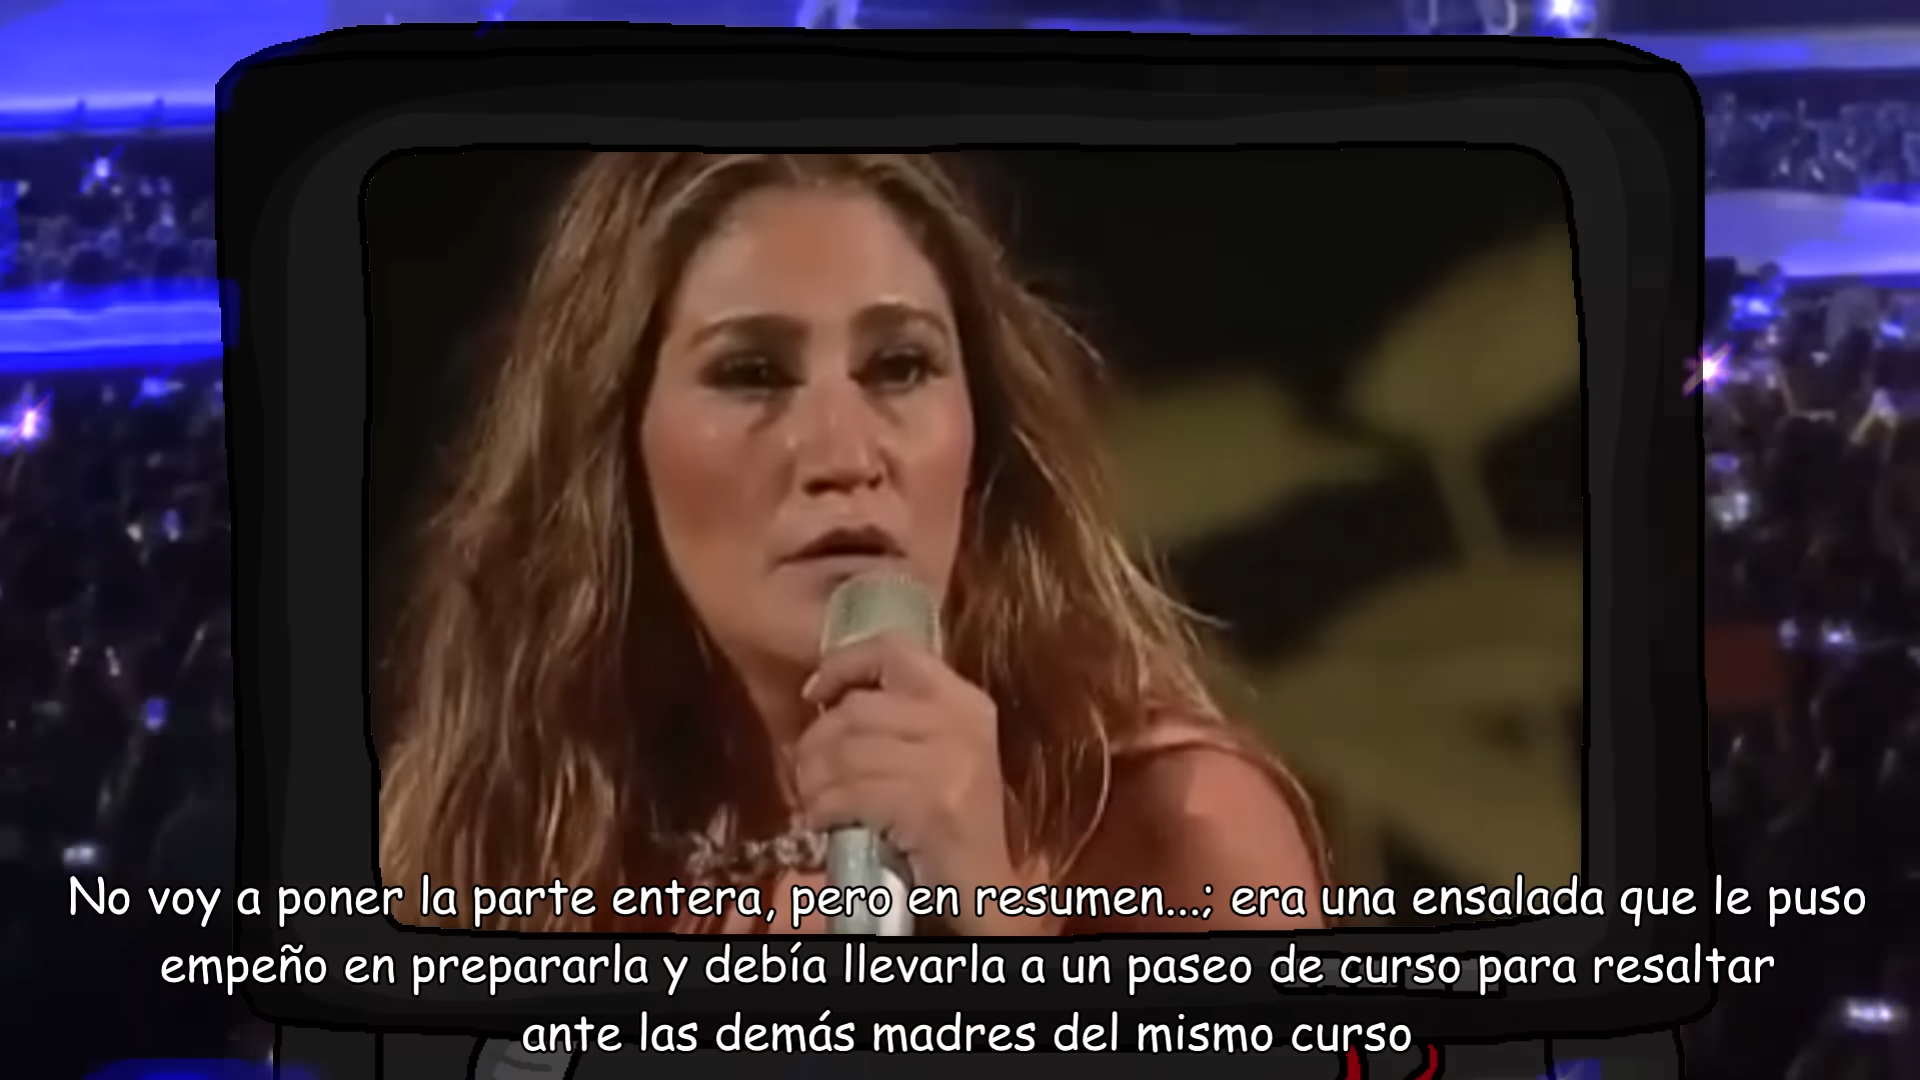 No voy a poner la parte entera, pero en resumen...; era una ensalada que le puso
empeño en prepararla y debía llevarla a un paseo de curso para resaltar
ante las demás madres del mismo curso